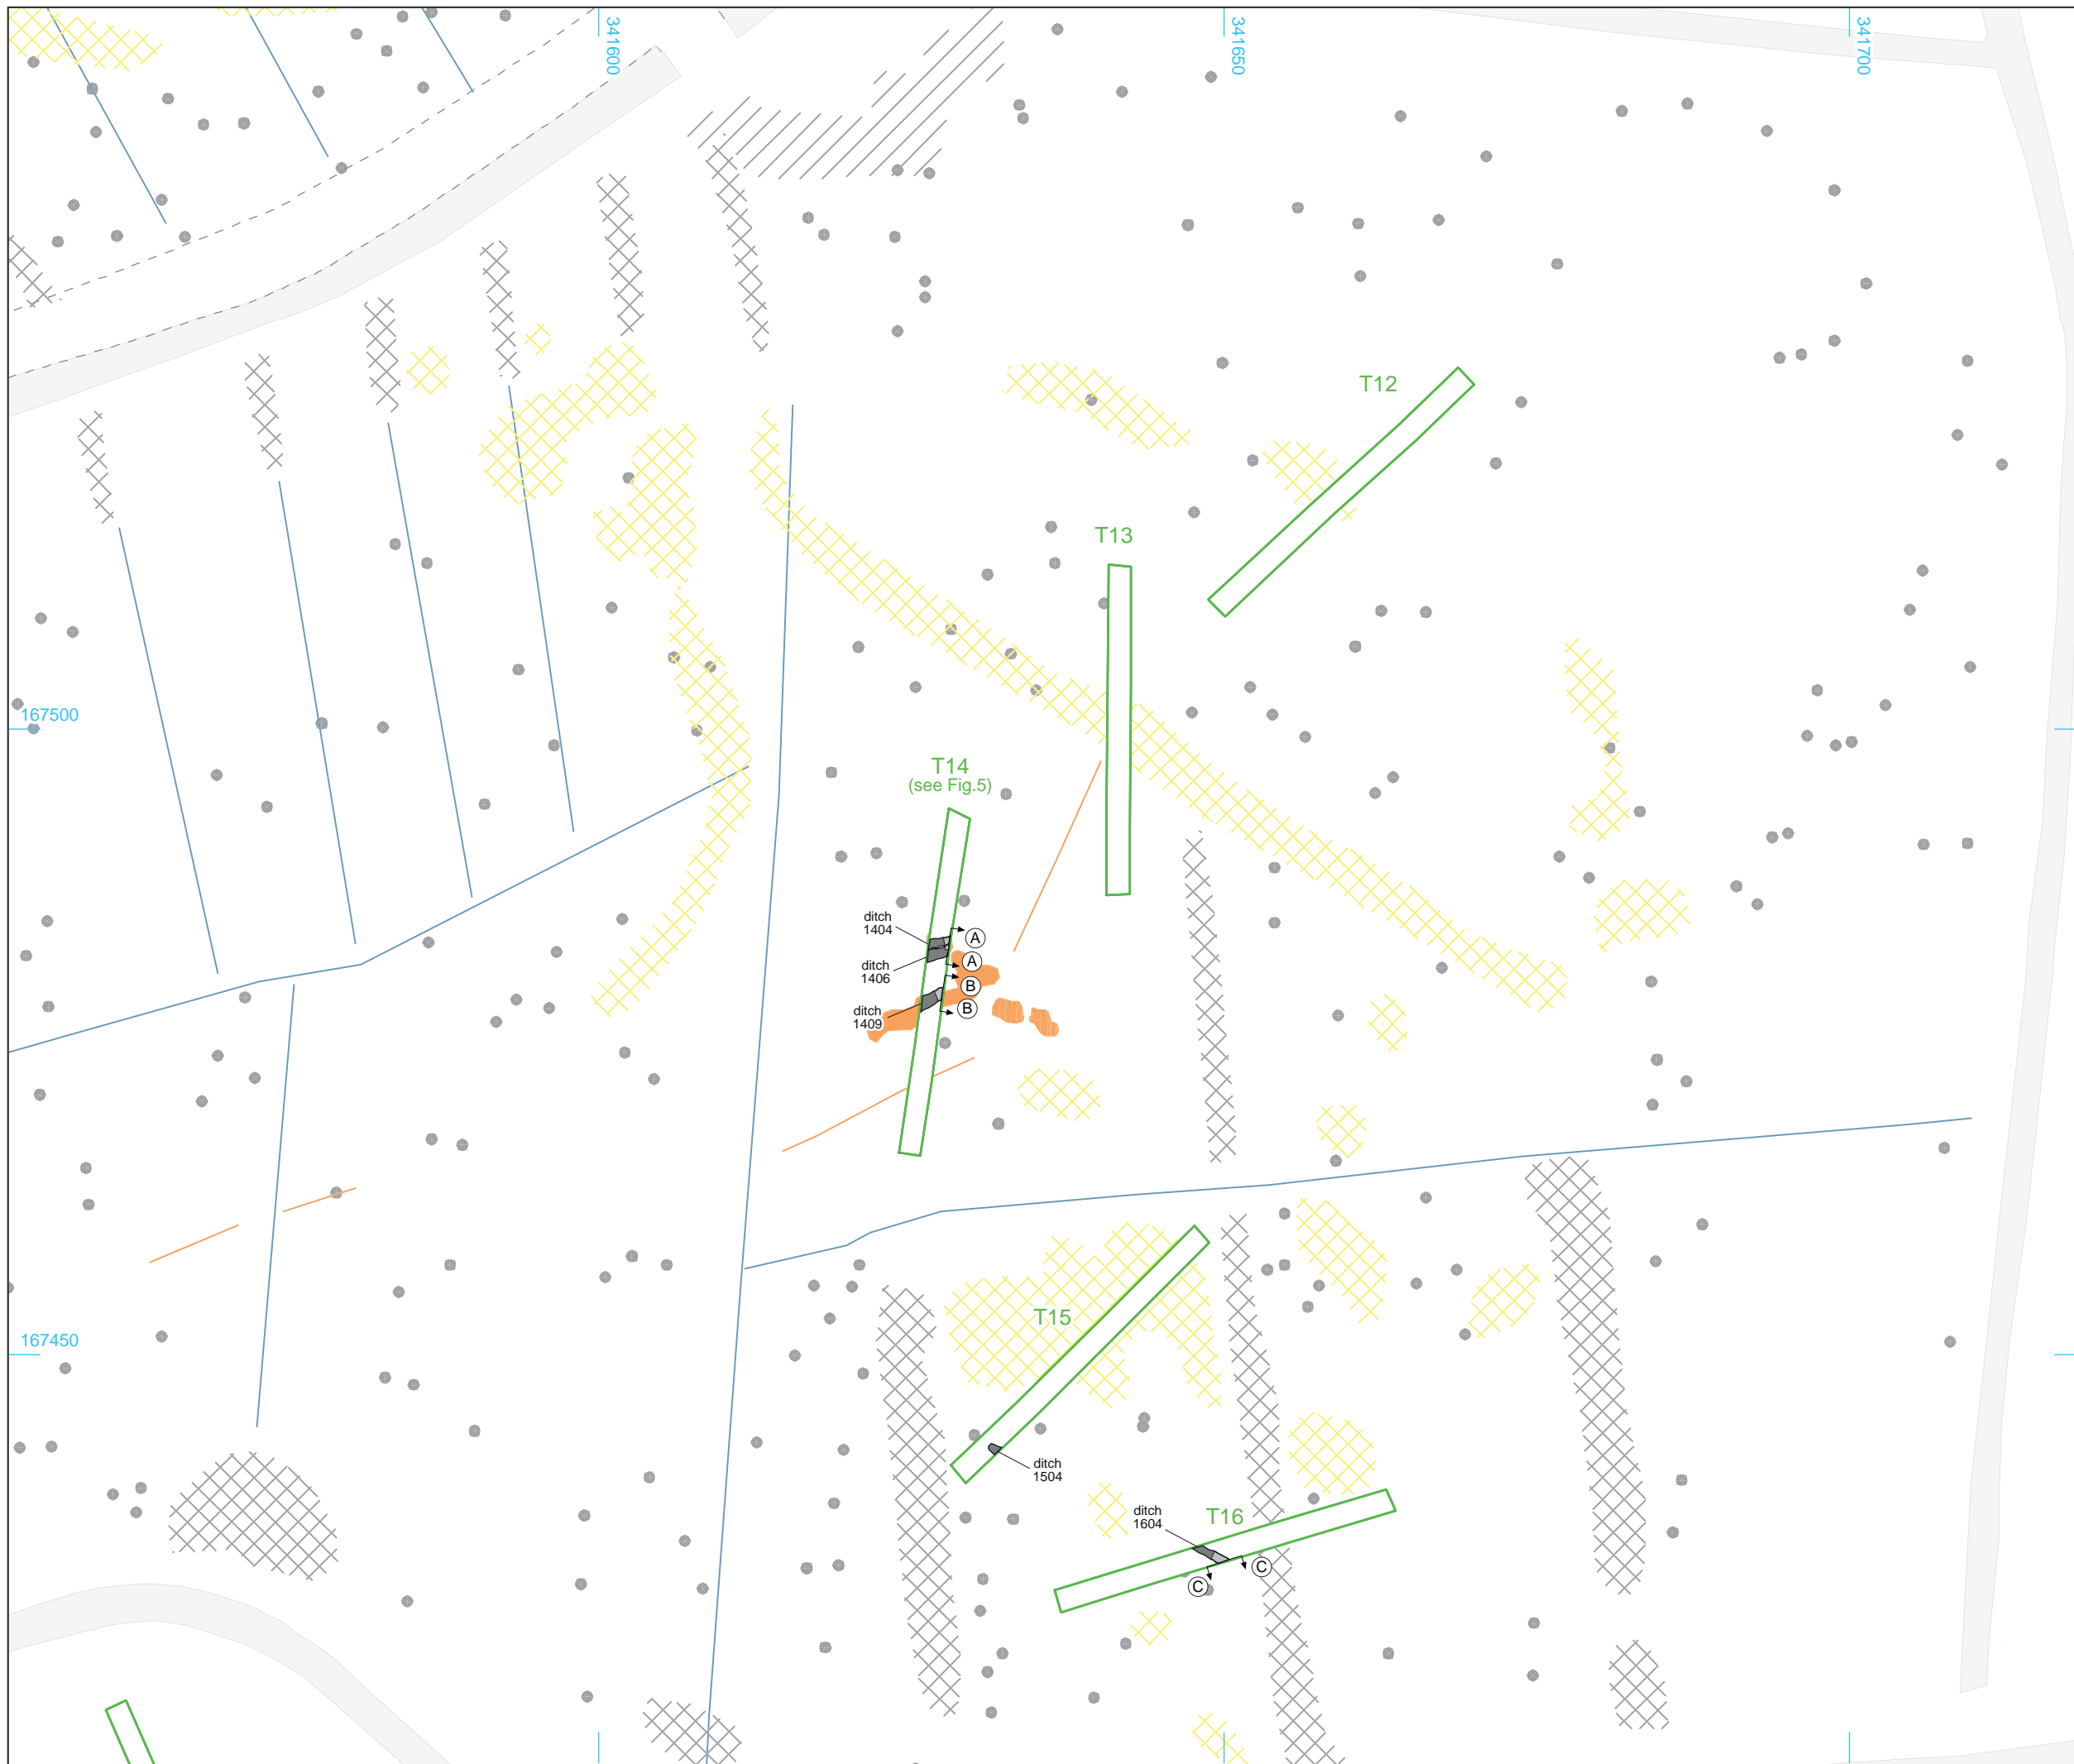 341600
341650
341700
T12
T13
167500
T14
(see Fig.5)
ditch
1404
A
ditch
1406
A
B
ditch
1409
B
167450
T15
ditch
1504
ditch
1604
T16
C
C